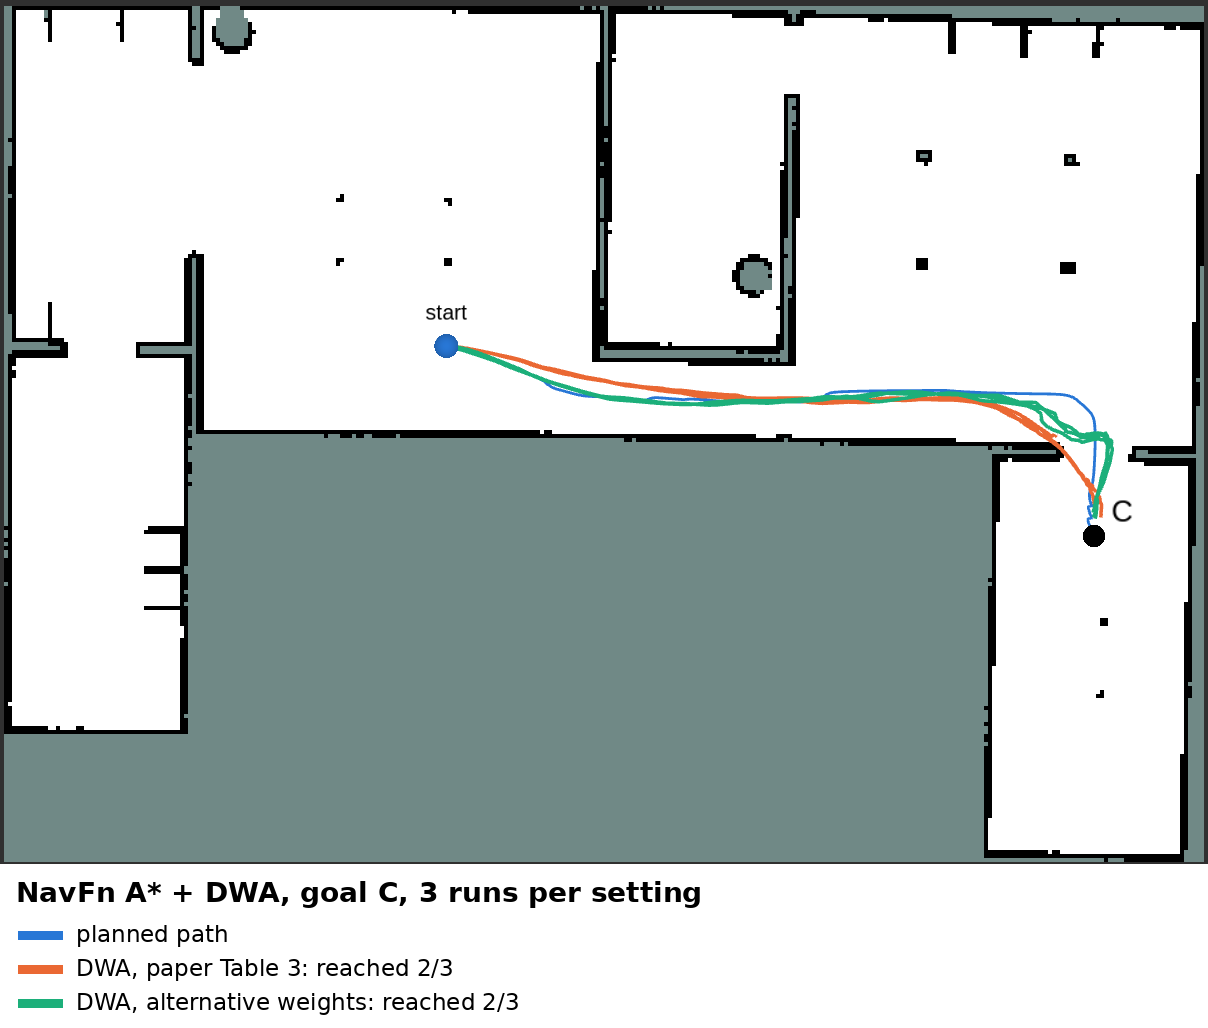 start
C
NavFn A* + DWA, goal C, 3 runs per setting
planned path
DWA, paper Table 3: reached 2/3
DWA, alternative weights: reached 2/3